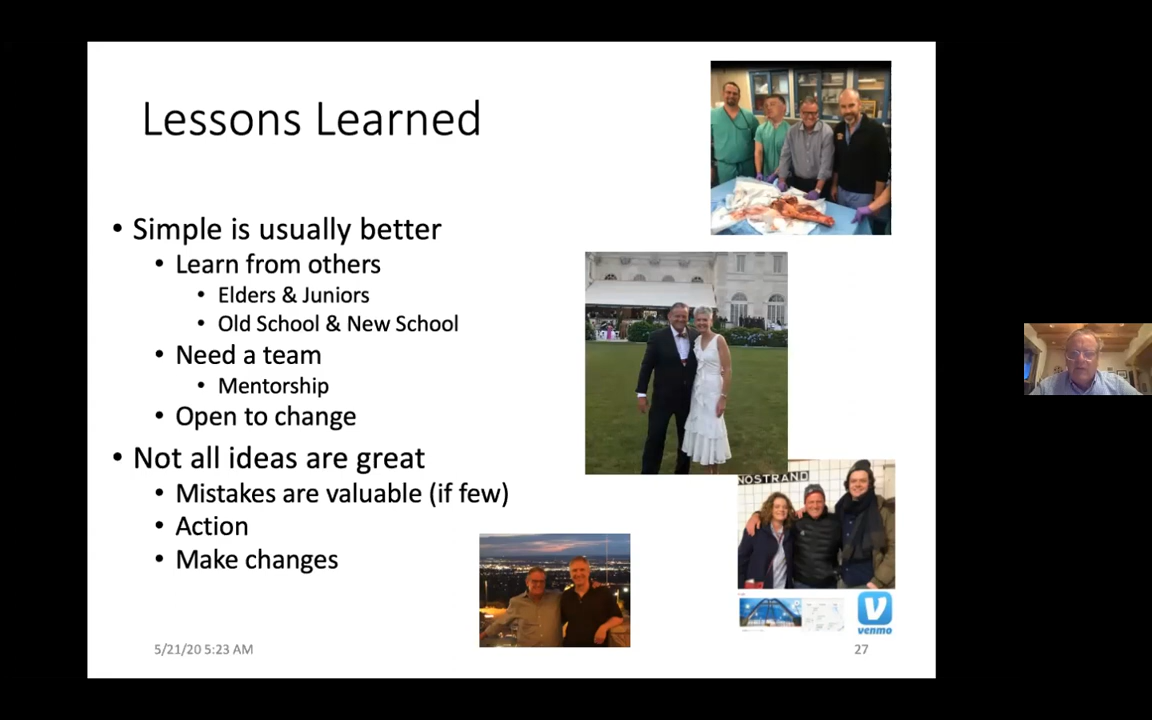 Lessons Learned
• Simple is usually better
• Learn from others
• Elders & Juniors
• Old School & New School
• Need a team
• Mentorship
• Open to change
• Not all ideas are great
• Mistakes are valuable (if few)
• Action
• Make changes
NOSTRAND
venmo
5/21/20 5:23 AM
27